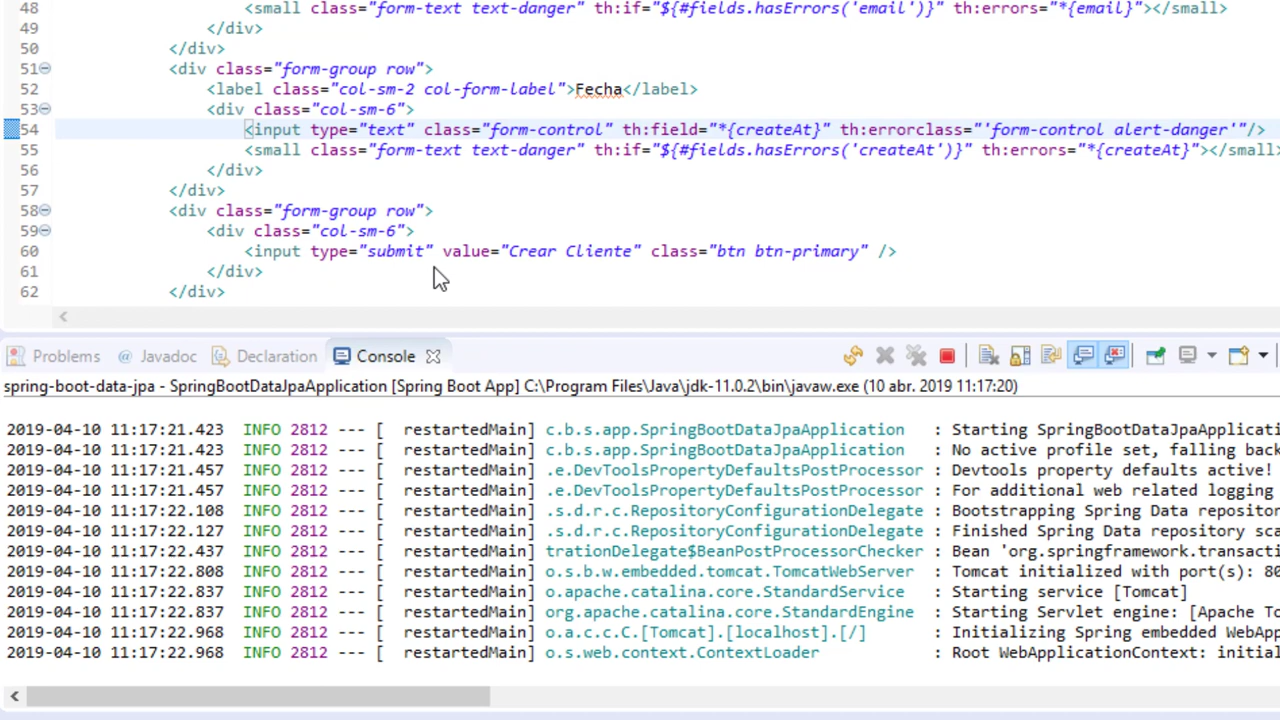 48 <small class="form-text text-danger" th:if="${#fields.hasErrors('email')}" th:errors="*{email}"></small>
49 </div>
50 </div>
51 <div class="form-group row">
52 <label class="col-sm-2 col-form-label">Fecha</label>
53 <div class="col-sm-6">
54 <input type="text" class="form-control" th:field="*{createAt}" th:errorclass="'form-control alert-danger'"/>
55 <small class="form-text text-danger" th:if="${#fields.hasErrors('createAt')}" th:errors="*{createAt}"></small>
56 </div>
57 </div>
58 <div class="form-group row">
59 <div class="col-sm-6">
60 <input type="submit" value="Crear Cliente" class="btn btn-primary" />
61 </div>
62 </div>
Problems @ Javadoc Declaration Console
spring-boot-data-jpa - SpringBootDataJpaApplication [Spring Boot App] C:\Program Files\Java\jdk-11.0.2\bin\javaw.exe (10 abr. 2019 11:17:20)
2019-04-10 11:17:21.423 INFO 2812 --- [ restartedMain] c.b.s.app.SpringBootDataJpaApplication : Starting SpringBootDataJpaApplicati
2019-04-10 11:17:21.423 INFO 2812 --- [ restartedMain] c.b.s.app.SpringBootDataJpaApplication : No active profile set, falling back
2019-04-10 11:17:21.457 INFO 2812 --- [ restartedMain] .e.DevToolsPropertyDefaultsPostProcessor : Devtools property defaults active!
2019-04-10 11:17:21.457 INFO 2812 --- [ restartedMain] .e.DevToolsPropertyDefaultsPostProcessor : For additional web related logging
2019-04-10 11:17:22.108 INFO 2812 --- [ restartedMain] .s.d.r.c.RepositoryConfigurationDelegate : Bootstrapping Spring Data repositor
2019-04-10 11:17:22.127 INFO 2812 --- [ restartedMain] .s.d.r.c.RepositoryConfigurationDelegate : Finished Spring Data repository sca
2019-04-10 11:17:22.437 INFO 2812 --- [ restartedMain] trationDelegate$BeanPostProcessorChecker : Bean 'org.springframework.transacti
2019-04-10 11:17:22.808 INFO 2812 --- [ restartedMain] o.s.b.w.embedded.tomcat.TomcatWebServer : Tomcat initialized with port(s): 80
2019-04-10 11:17:22.837 INFO 2812 --- [ restartedMain] o.apache.catalina.core.StandardService : Starting service [Tomcat]
2019-04-10 11:17:22.837 INFO 2812 --- [ restartedMain] org.apache.catalina.core.StandardEngine : Starting Servlet engine: [Apache To
2019-04-10 11:17:22.968 INFO 2812 --- [ restartedMain] o.a.c.c.C.[Tomcat].[localhost].[/] : Initializing Spring embedded WebApp
2019-04-10 11:17:22.968 INFO 2812 --- [ restartedMain] o.s.web.context.ContextLoader : Root WebApplicationContext: initial